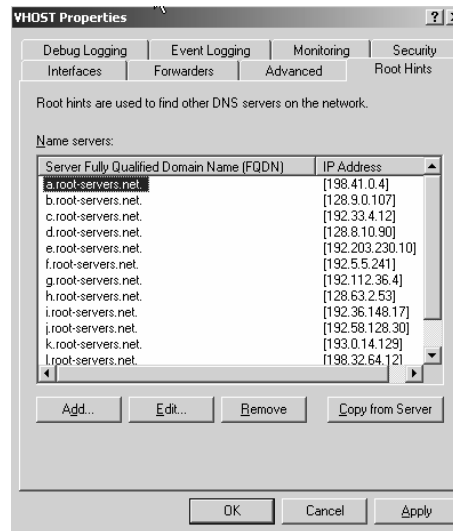 VHOST Properties
Debug Logging Event Logging Monitoring Security
Interfaces Forwarders Advanced Root Hints
Root hints are used to find other DNS servers on the network.
Name servers:
Server Fully Qualified Domain Name (FQDN) IP Address
a.root-servers.net. [198.41.0.4]
b.root-servers.net. [128.9.0.107]
c.root-servers.net. [192.33.4.12]
d.root-servers.net. [128.8.10.90]
e.root-servers.net. [192.203.230.10]
f.root-servers.net. [192.5.5.241]
g.root-servers.net. [192.112.36.4]
h.root-servers.net. [128.63.2.53]
i.root-servers.net. [192.36.148.17]
j.root-servers.net. [192.58.128.30]
k.root-servers.net. [193.0.14.129]
l.root-servers.net. [198.32.64.12]
Add... Edit... Remove Copy from Server
OK Cancel Apply